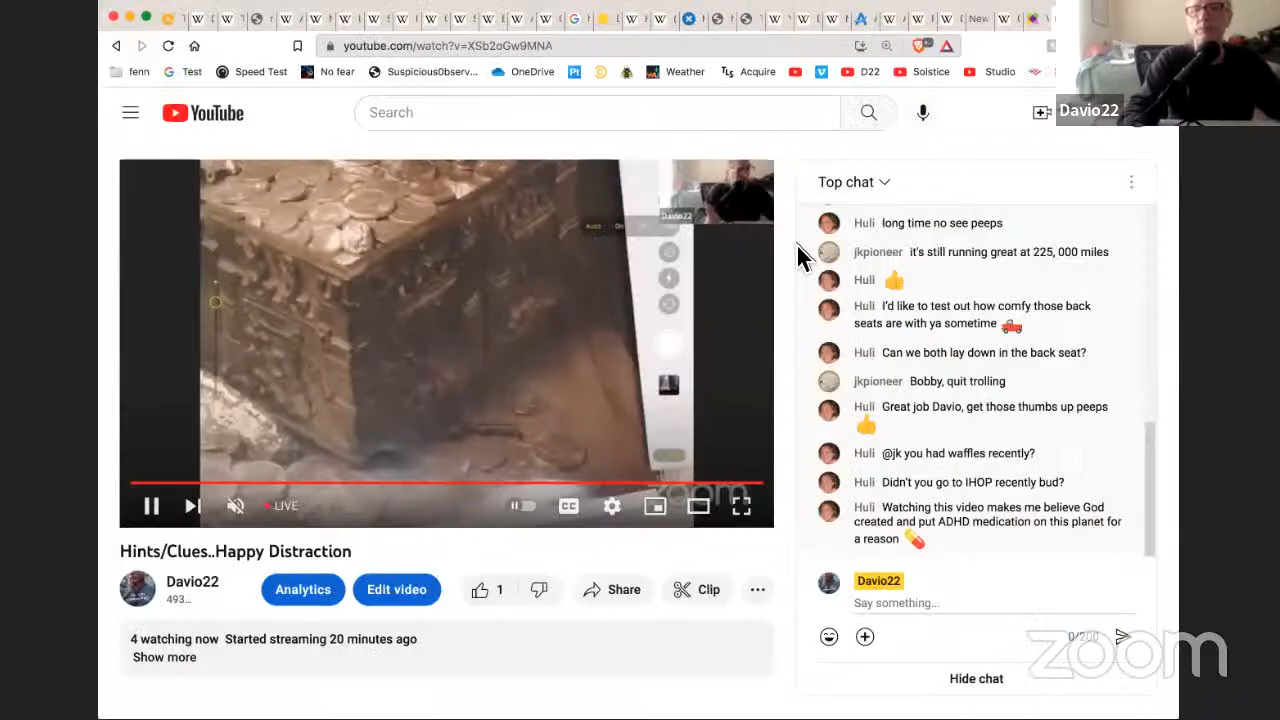 youtube.com/watch?v=XSb2oGw9MNA
fenn Test Speed Test No fear Suspicious0bserv... OneDrive Weather Acquire D22 Solstice Studio
Davio22
YouTube
Search
Top chat
Davio22
Huli long time no see peeps
jkpioneer it's still running great at 225, 000 miles
Huli 👍
Huli I'd like to test out how comfy those back
seats are with ya sometime 🛻
Huli Can we both lay down in the back seat?
jkpioneer Bobby, quit trolling
Huli Great job Davio, get those thumbs up peeps
👍
Huli @jk you had waffles recently?
Huli Didn't you go to IHOP recently bud?
Huli Watching this video makes me believe God
created and put ADHD medication on this planet for
a reason 💊
LIVE
CC
zoom
Hints/Clues..Happy Distraction
Davio22
493...
Analytics
Edit video
1
Share
Clip
4 watching now Started streaming 20 minutes ago
Show more
Davio22
Say something...
0/200
zoom
Hide chat